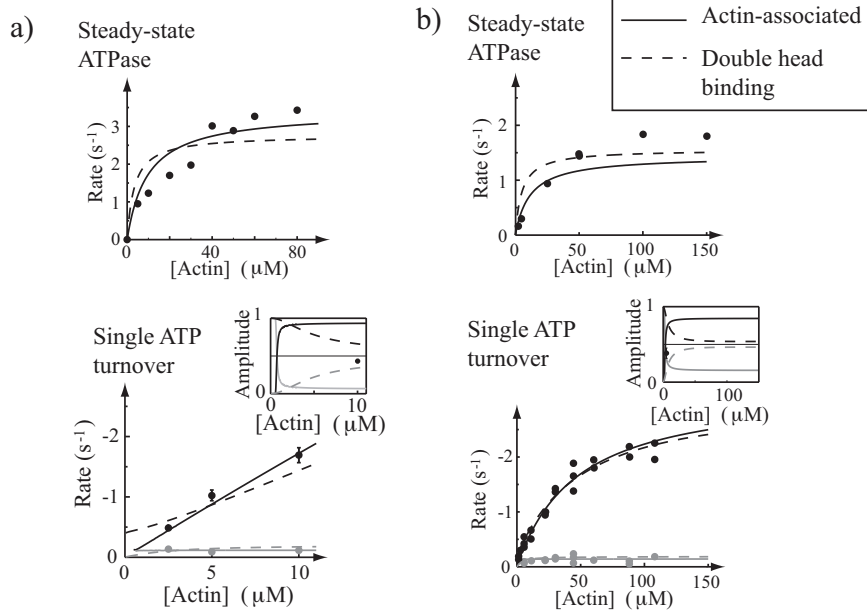 a)
Steady-state
ATPase
Rate (s⁻¹)
3
2
1
0
0 40 80
[Actin] (μM)
b)
Steady-state
ATPase
Actin-associated
Double head
binding
Rate (s⁻¹)
2
1
0
0 50 100 150
[Actin] (μM)
Single ATP
turnover
Amplitude
1
0
0 10
[Actin] (μM)
Rate (s⁻¹)
-2
-1
0
0 5 10
[Actin] (μM)
Single ATP
turnover
Amplitude
1
0
0 100
[Actin] (μM)
Rate (s⁻¹)
-2
-1
0
0 50 100 150
[Actin] (μM)